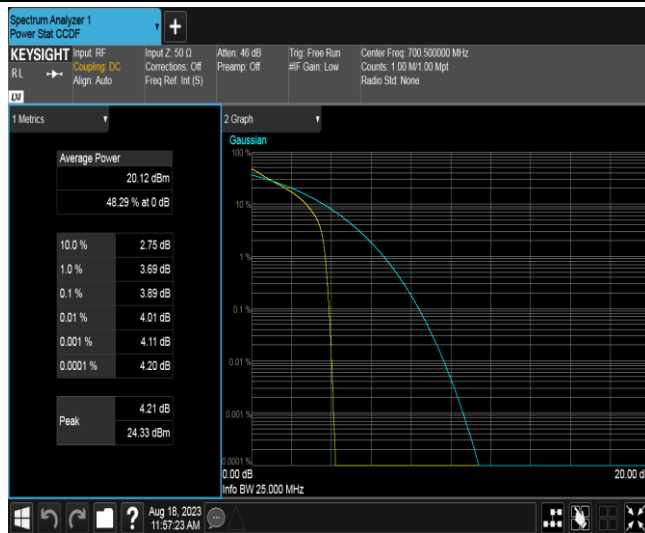 Spectrum Analyzer 1
Power Stat CCDF
+
KEYSIGHT
RL
LXI
Input: RF
Coupling: DC
Align: Auto
Input Z: 50 Ω
Corrections: Off
Freq Ref: Int (S)
Atten: 46 dB
Preamp: Off
Trig: Free Run
#IF Gain: Low
Center Freq: 700.500000 MHz
Counts: 1.00 M/1.00 Mpt
Radio Std: None
1 Metrics
Average Power
20.12 dBm
48.29 % at 0 dB
10.0 % 2.75 dB
1.0 % 3.69 dB
0.1 % 3.89 dB
0.01 % 4.01 dB
0.001 % 4.11 dB
0.0001 % 4.20 dB
Peak
4.21 dB
24.33 dBm
2 Graph
Gaussian
100 %
10 %
1 %
0.1 %
0.01 %
0.001 %
0.0001 %
0.00 dB
20.00 d
Info BW 25.000 MHz
?
Aug 18, 2023
11:57:23 AM